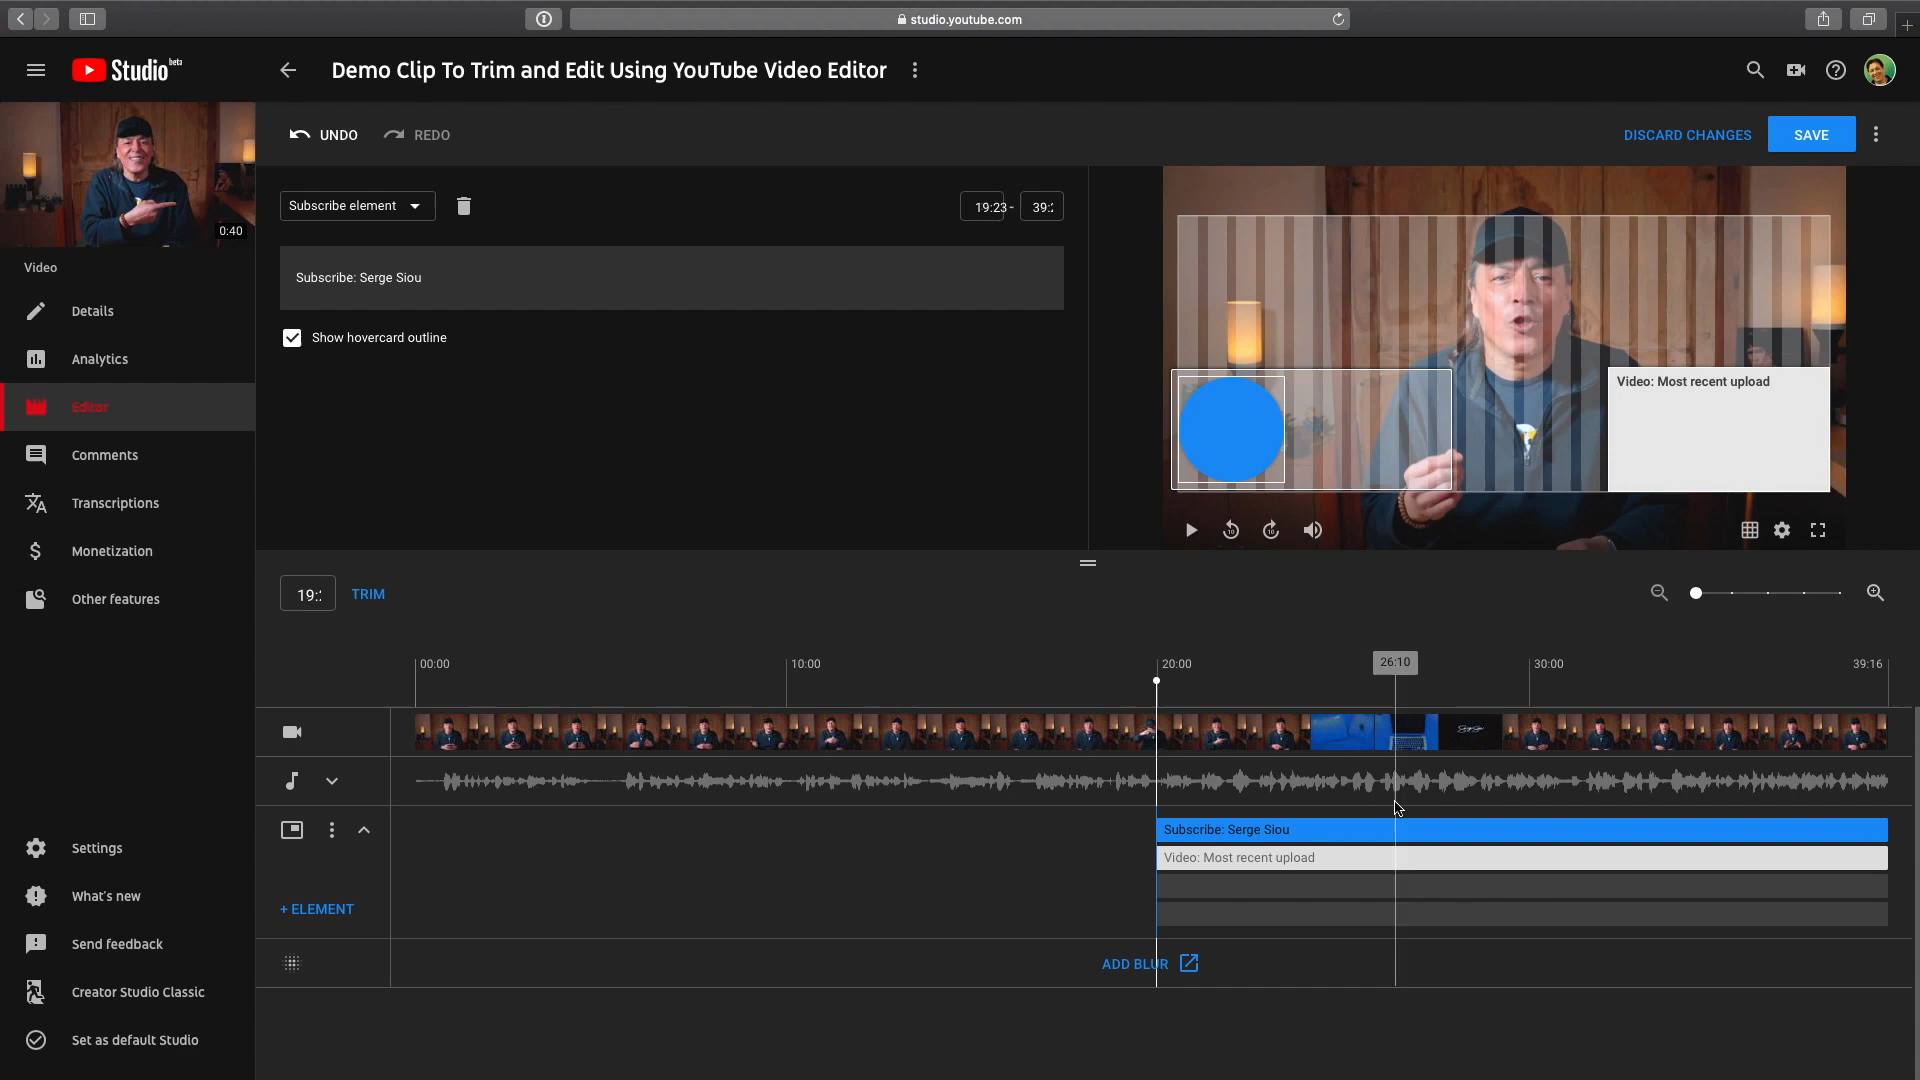 studio.youtube.com
Studio beta
Demo Clip To Trim and Edit Using YouTube Video Editor
UNDO
REDO
DISCARD CHANGES
SAVE
0:40
Subscribe element
19:23 -
39:
Subscribe: Serge Siou
Show hovercard outline
Video: Most recent upload
Video
Details
Analytics
Editor
Comments
Transcriptions
Monetization
Other features
Settings
What's new
Send feedback
Creator Studio Classic
Set as default Studio
19:
TRIM
00:00
10:00
20:00
26:10
30:00
39:16
Subscribe: Serge Siou
Video: Most recent upload
+ ELEMENT
ADD BLUR